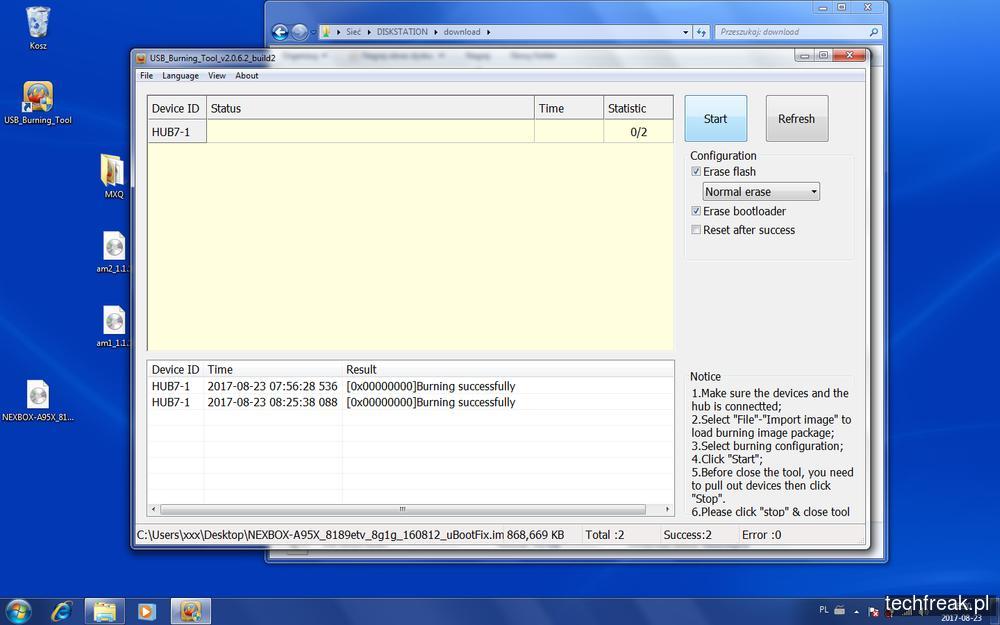 Kosz
USB_Burning_Tool
MXQ
am2_1.1.
am1_1.1.
NEXBOX-A95X_81...
Sieć
DISKSTATION
download
Przeszukaj: download
USB_Burning_Tool_v2.0.6.2_build2
File Language View About
Device ID Status Time Statistic
HUB7-1 0/2
Start
Refresh
Configuration
Erase flash
Normal erase
Erase bootloader
Reset after success
Device ID Time Result
HUB7-1 2017-08-23 07:56:28 536 [0x00000000]Burning successfully
HUB7-1 2017-08-23 08:25:38 088 [0x00000000]Burning successfully
Notice
1.Make sure the devices and the
hub is connectted;
2.Select "File"-"Import image" to
load burning image package;
3.Select burning configuration;
4.Click "Start";
5.Before close the tool, you need
to pull out devices then click
"Stop".
6.Please click "stop" & close tool
C:\Users\xxx\Desktop\NEXBOX-A95X_8189etv_8g1g_160812_uBootFix.im 868,669 KB Total :2 Success:2 Error :0
PL
techfreak.pl
2017-08-23